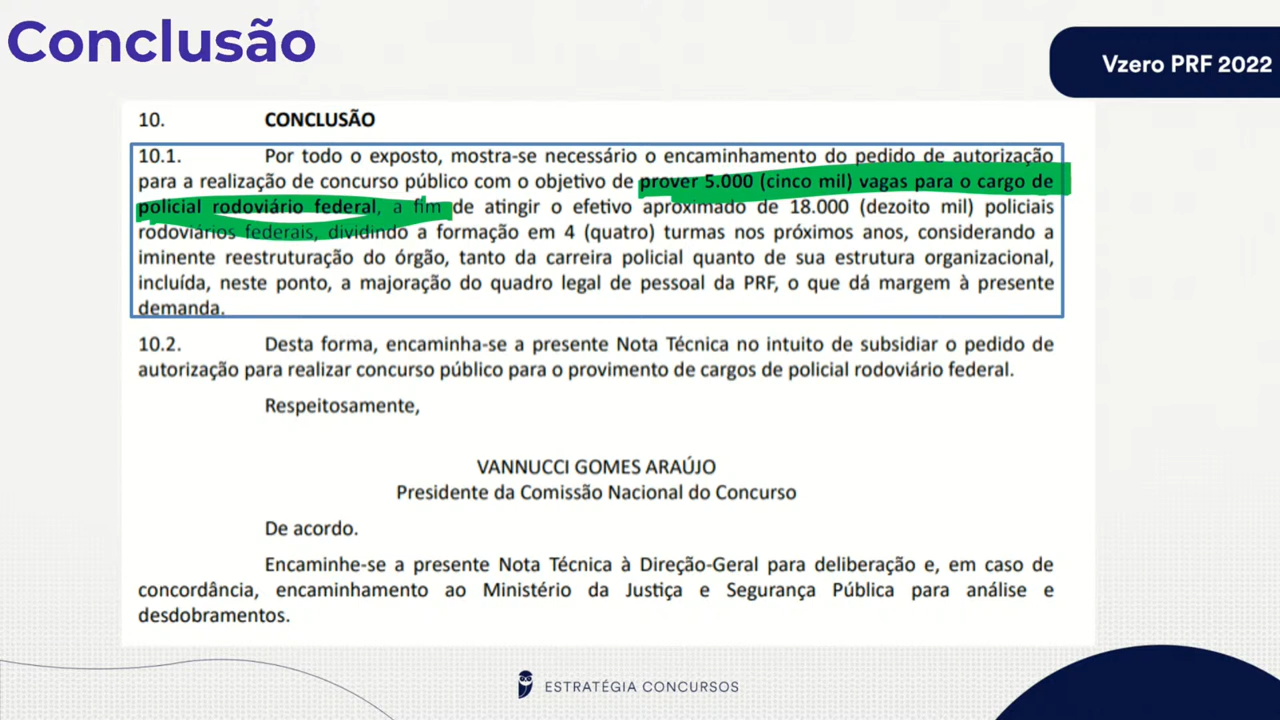 Conclusão
Vzero PRF 2022
10. CONCLUSÃO
10.1. Por todo o exposto, mostra-se necessário o encaminhamento do pedido de autorização
para a realização de concurso público com o objetivo de prover 5.000 (cinco mil) vagas para o cargo de
policial rodoviário federal, a fim de atingir o efetivo aproximado de 18.000 (dezoito mil) policiais
rodoviários federais, dividindo a formação em 4 (quatro) turmas nos próximos anos, considerando a
iminente reestruturação do órgão, tanto da carreira policial quanto de sua estrutura organizacional,
incluída, neste ponto, a majoração do quadro legal de pessoal da PRF, o que dá margem à presente
demanda.
10.2. Desta forma, encaminha-se a presente Nota Técnica no intuito de subsidiar o pedido de
autorização para realizar concurso público para o provimento de cargos de policial rodoviário federal.
Respeitosamente,
VANNUCCI GOMES ARAÚJO
Presidente da Comissão Nacional do Concurso
De acordo.
Encaminhe-se a presente Nota Técnica à Direção-Geral para deliberação e, em caso de
concordância, encaminhamento ao Ministério da Justiça e Segurança Pública para análise e
desdobramentos.
ESTRATÉGIA CONCURSOS